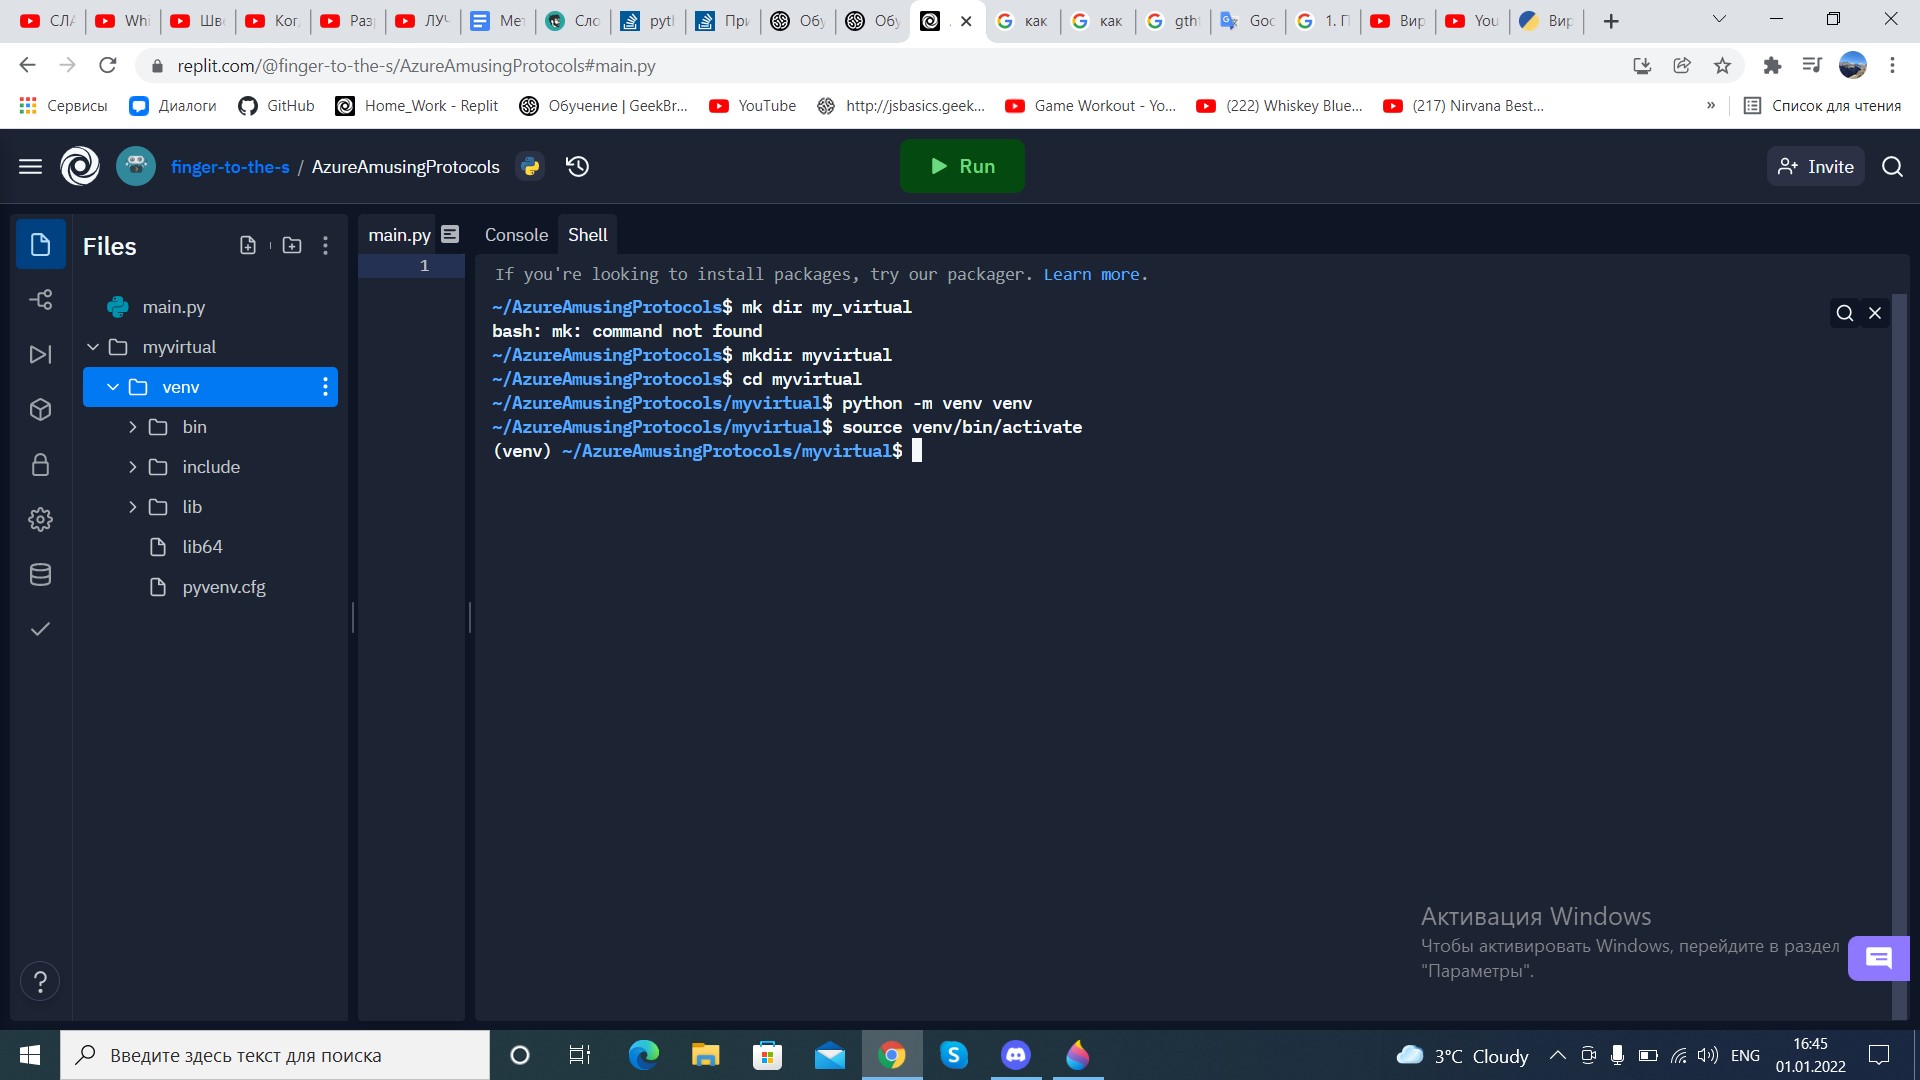 СЛА
Whi
Шве
Ког
Раз
ЛУЧ
Мет
Сло
pyth
При
Обу
Обу
как
как
gth
Goo
1. П
Вир
You
Вир
replit.com/@finger-to-the-s/AzureAmusingProtocols#main.py
Сервисы
Диалоги
GitHub
Home_Work - Replit
Обучение | GeekBr...
YouTube
http://jsbasics.geek...
Game Workout - Yo...
(222) Whiskey Blue...
(217) Nirvana Best...
»
Список для чтения
finger-to-the-s / AzureAmusingProtocols
Run
Invite
Files
main.py
myvirtual
venv
bin
include
lib
lib64
pyvenv.cfg
main.py
1
Console
Shell
If you're looking to install packages, try our packager. Learn more.
~/AzureAmusingProtocols$ mk dir my_virtual
bash: mk: command not found
~/AzureAmusingProtocols$ mkdir myvirtual
~/AzureAmusingProtocols$ cd myvirtual
~/AzureAmusingProtocols/myvirtual$ python -m venv venv
~/AzureAmusingProtocols/myvirtual$ source venv/bin/activate
(venv) ~/AzureAmusingProtocols/myvirtual$
Активация Windows
Чтобы активировать Windows, перейдите в раздел
"Параметры".
?
Введите здесь текст для поиска
3°C Cloudy
ENG
16:45
01.01.2022